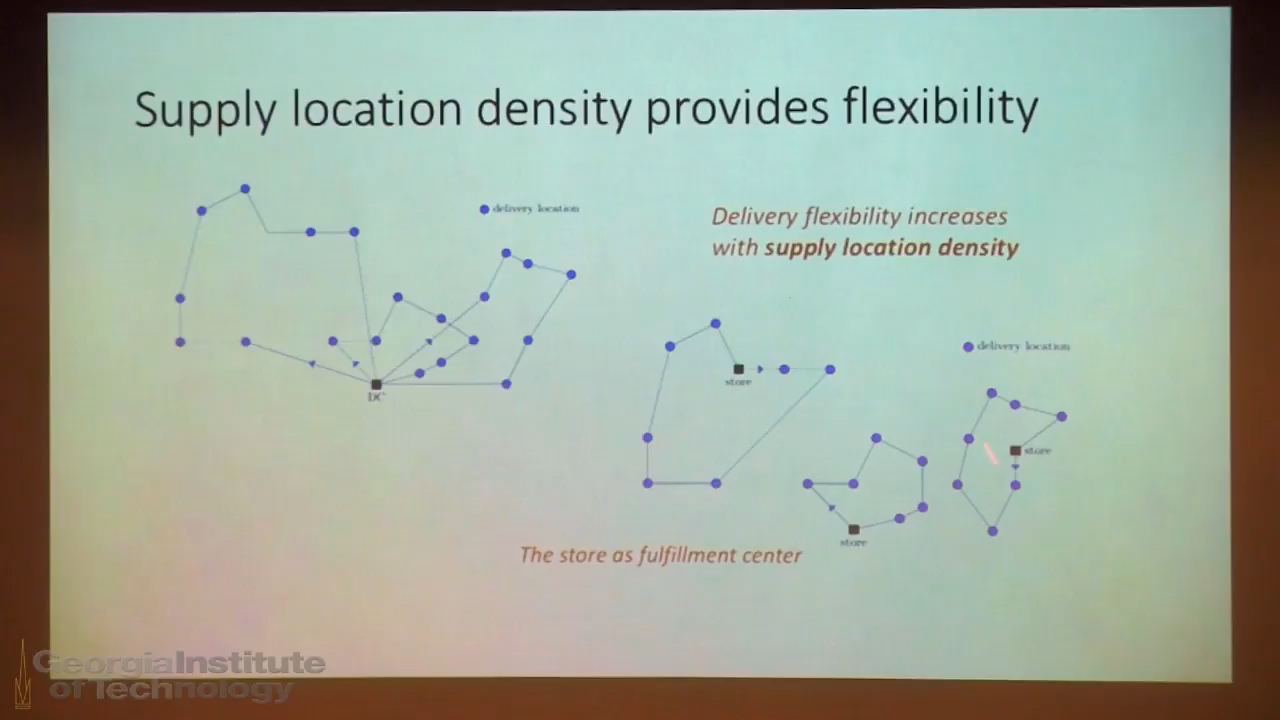 Supply location density provides flexibility
delivery location
Delivery flexibility increases
with supply location density
DC
store
delivery location
store
store
The store as fulfillment center
Georgia Institute
of Technology